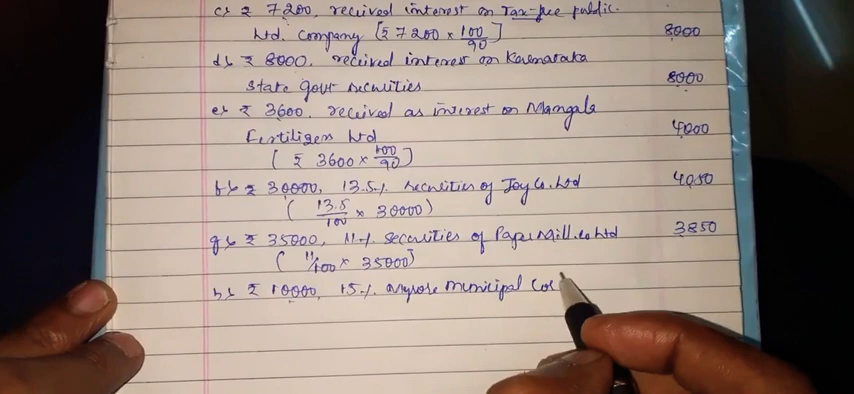 c) ₹ 7200, received interest on Tax-free public.
Ltd. Company [₹ 7200 × 100/90] 8000
d) ₹ 8000, received interest on Karnataka
State Govt securities 8000
e) ₹ 3600, received as interest on Mangala
Fertilizers Ltd 4000
( ₹ 3600 × 100/90 )
f) ₹ 30000, 13.5% securities of Joy Co. Ltd 4050
( 13.5/100 × 30000 )
g) ₹ 35000, 11% securities of Paper Mill. co Ltd 3850
( 11/100 × 35000 )
h) ₹ 10000, 15% Mysore Municipal Cor